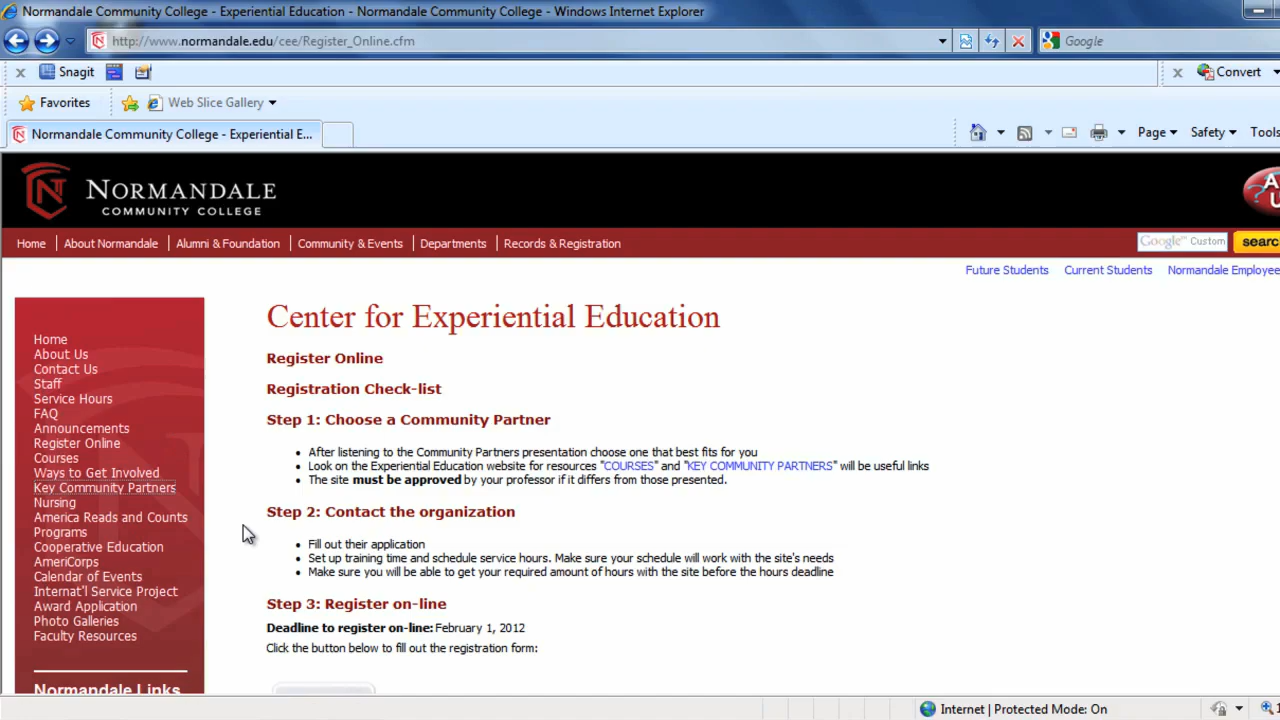 Normandale Community College - Experiential Education - Normandale Community College - Windows Internet Explorer
http://www.normandale.edu/cee/Register_Online.cfm
Google
Snagit
Convert
Favorites
Web Slice Gallery
Normandale Community College - Experiential E...
Page
Safety
Tools
NORMANDALE
COMMUNITY COLLEGE
Home
About Normandale
Alumni & Foundation
Community & Events
Departments
Records & Registration
Google™ Custom
searc
Future Students
Current Students
Normandale Employee
Home
About Us
Contact Us
Staff
Service Hours
FAQ
Announcements
Register Online
Courses
Ways to Get Involved
Key Community Partners
Nursing
America Reads and Counts
Programs
Cooperative Education
AmeriCorps
Calendar of Events
Internat'l Service Project
Award Application
Photo Galleries
Faculty Resources
Normandale Links
Center for Experiential Education
Register Online
Registration Check-list
Step 1: Choose a Community Partner
After listening to the Community Partners presentation choose one that best fits for you
Look on the Experiential Education website for resources "COURSES" and "KEY COMMUNITY PARTNERS" will be useful links
The site must be approved by your professor if it differs from those presented.
Step 2: Contact the organization
Fill out their application
Set up training time and schedule service hours. Make sure your schedule will work with the site's needs
Make sure you will be able to get your required amount of hours with the site before the hours deadline
Step 3: Register on-line
Deadline to register on-line: February 1, 2012
Click the button below to fill out the registration form:
Internet | Protected Mode: On